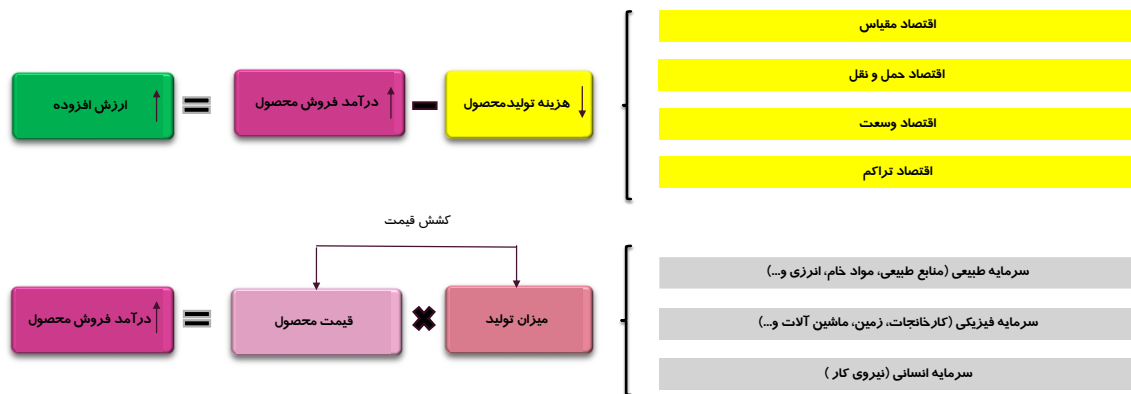 اقتصاد مقیاس
اقتصاد حمل و نقل
اقتصاد وسعت
اقتصاد تراکم
هزینه تولیدمحصول
درآمد فروش محصول
ارزش افزوده
کشش قیمت
سرمایه طبیعی (منابع طبیعی، مواد خام، انرزی و...)
سرمایه فیزیکی (کارخانجات، زمین، ماشین آلات و...)
سرمایه انسانی (نیروی کار )
میزان تولید
قیمت محصول
درآمد فروش محصول